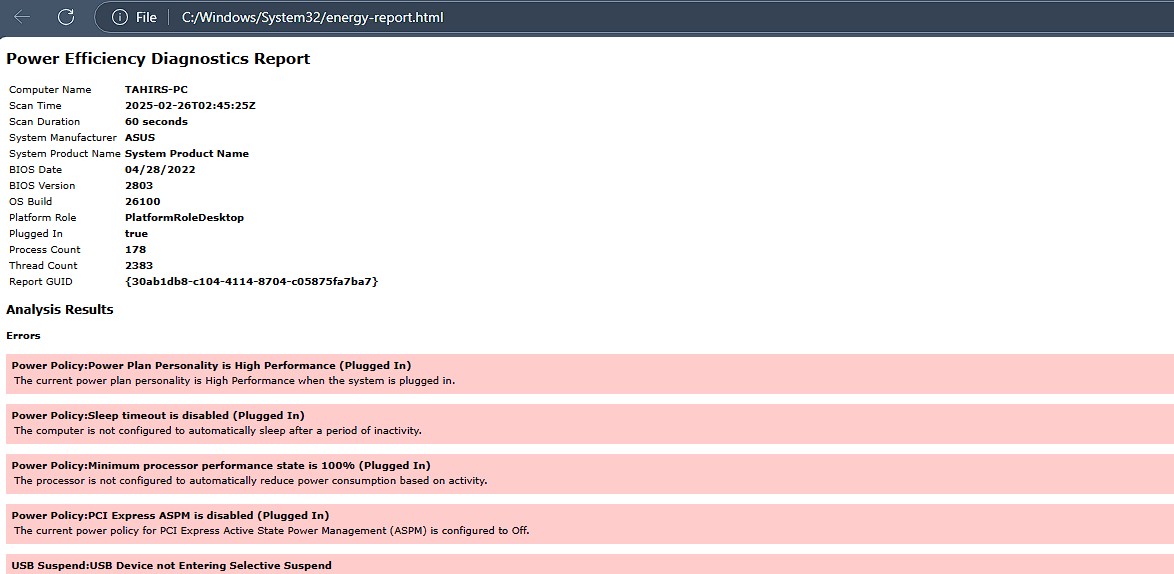 File C:/Windows/System32/energy-report.html
Power Efficiency Diagnostics Report
Computer Name TAHIRS-PC
Scan Time 2025-02-26T02:45:25Z
Scan Duration 60 seconds
System Manufacturer ASUS
System Product Name System Product Name
BIOS Date 04/28/2022
BIOS Version 2803
OS Build 26100
Platform Role PlatformRoleDesktop
Plugged In true
Process Count 178
Thread Count 2383
Report GUID {30ab1db8-c104-4114-8704-c05875fa7ba7}
Analysis Results
Errors
Power Policy:Power Plan Personality is High Performance (Plugged In)
The current power plan personality is High Performance when the system is plugged in.
Power Policy:Sleep timeout is disabled (Plugged In)
The computer is not configured to automatically sleep after a period of inactivity.
Power Policy:Minimum processor performance state is 100% (Plugged In)
The processor is not configured to automatically reduce power consumption based on activity.
Power Policy:PCI Express ASPM is disabled (Plugged In)
The current power policy for PCI Express Active State Power Management (ASPM) is configured to Off.
USB Suspend:USB Device not Entering Selective Suspend